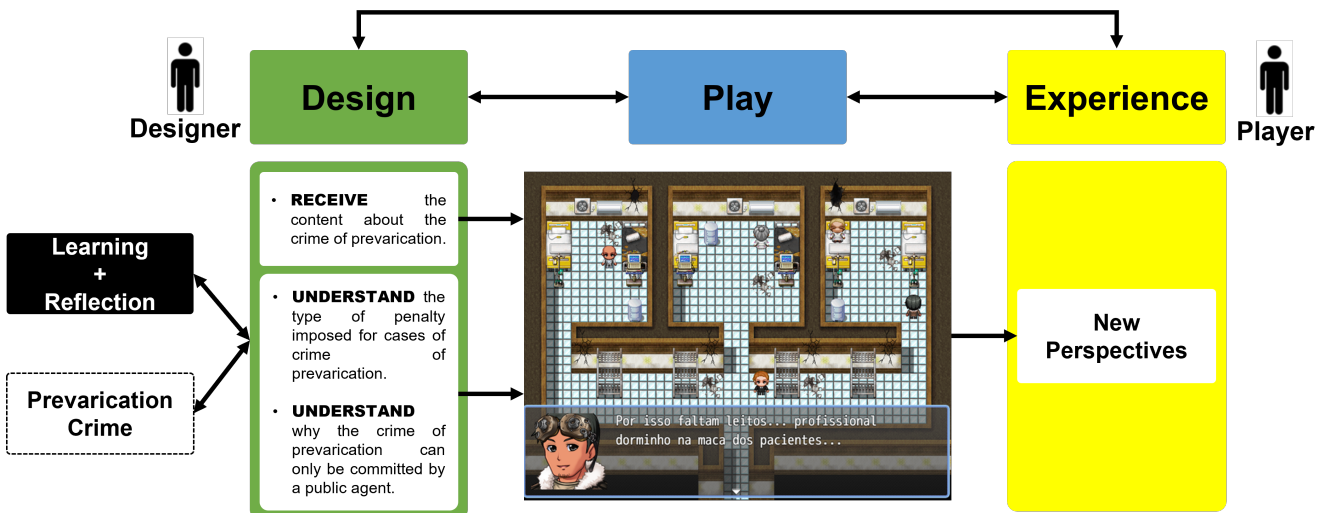 Designer
Design
Play
Experience
Player
Learning
+
Reflection
Prevarication
Crime
• RECEIVE the
content about the
crime of prevarication.
• UNDERSTAND the
type of penalty
imposed for cases of
crime of
prevarication.
• UNDERSTAND
why the crime of
prevarication can
only be committed by
a public agent.
Por isso faltam leitos... profissional
dorminho na maca dos pacientes...
New
Perspectives